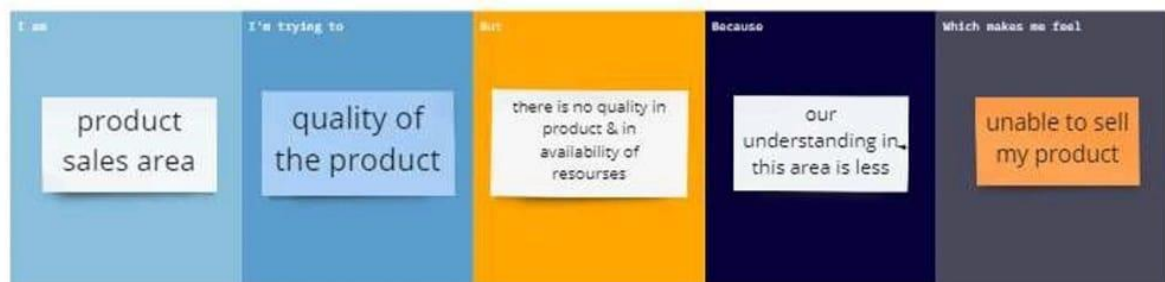 I am
product
sales area
I'm trying to
quality of
the product
But
there is no quality in
product & in
availability of
resourses
Because
our
understanding in
this area is less
Which makes me feel
unable to sell
my product